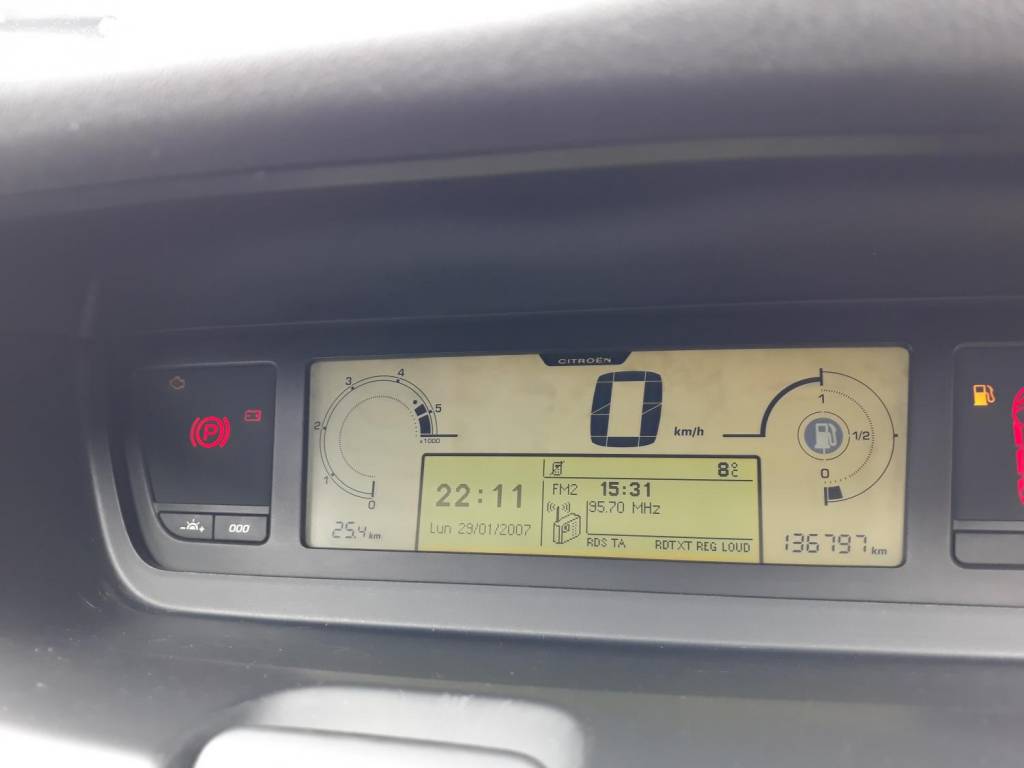 CITROËN
4
3
5
2
x1000
1
0
0
km/h
1
1/2
0
8°C
FM2 15:31
22:11
95.70 MHz
Lun 29/01/2007
RDS TA RDTXT REG LOUD
25.4 km
136797 km
P
000
- +